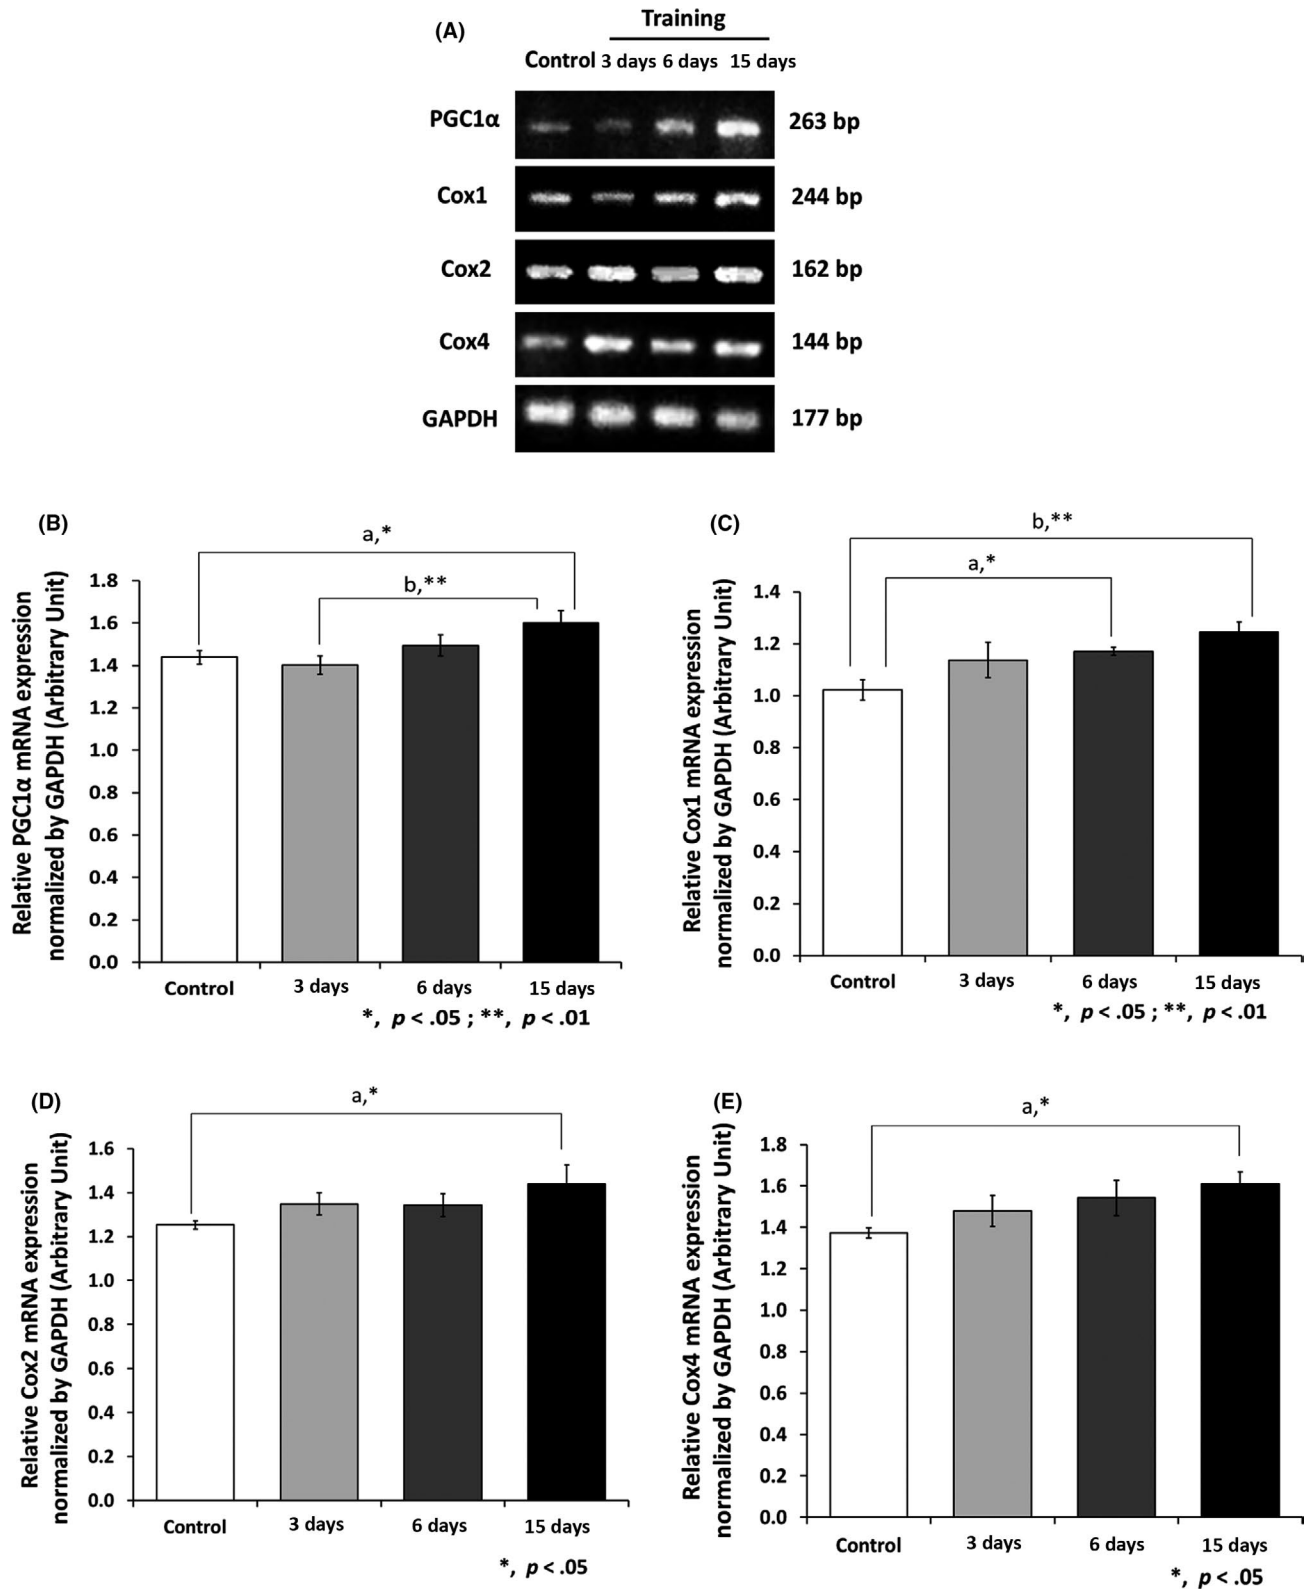 (A)
Training
Control 3 days 6 days 15 days
PGC1α 263 bp
Cox1 244 bp
Cox2 162 bp
Cox4 144 bp
GAPDH 177 bp
(B)
a,*
b,**
Relative PGC1α mRNA expression
normalized by GAPDH (Arbitrary Unit)
1.8
1.6
1.4
1.2
1.0
0.8
0.6
0.4
0.2
0.0
Control 3 days 6 days 15 days
*, p < .05 ; **, p < .01
(C)
b,**
a,*
Relative Cox1 mRNA expression
normalized by GAPDH (Arbitrary Unit)
1.4
1.2
1.0
0.8
0.6
0.4
0.2
0.0
Control 3 days 6 days 15 days
*, p < .05 ; **, p < .01
(D)
a,*
Relative Cox2 mRNA expression
normalized by GAPDH (Arbitrary Unit)
1.6
1.4
1.2
1.0
0.8
0.6
0.4
0.2
0.0
Control 3 days 6 days 15 days
*, p < .05
(E)
a,*
Relative Cox4 mRNA expression
normalized by GAPDH (Arbitrary Unit)
1.8
1.6
1.4
1.2
1.0
0.8
0.6
0.4
0.2
0.0
Control 3 days 6 days 15 days
*, p < .05